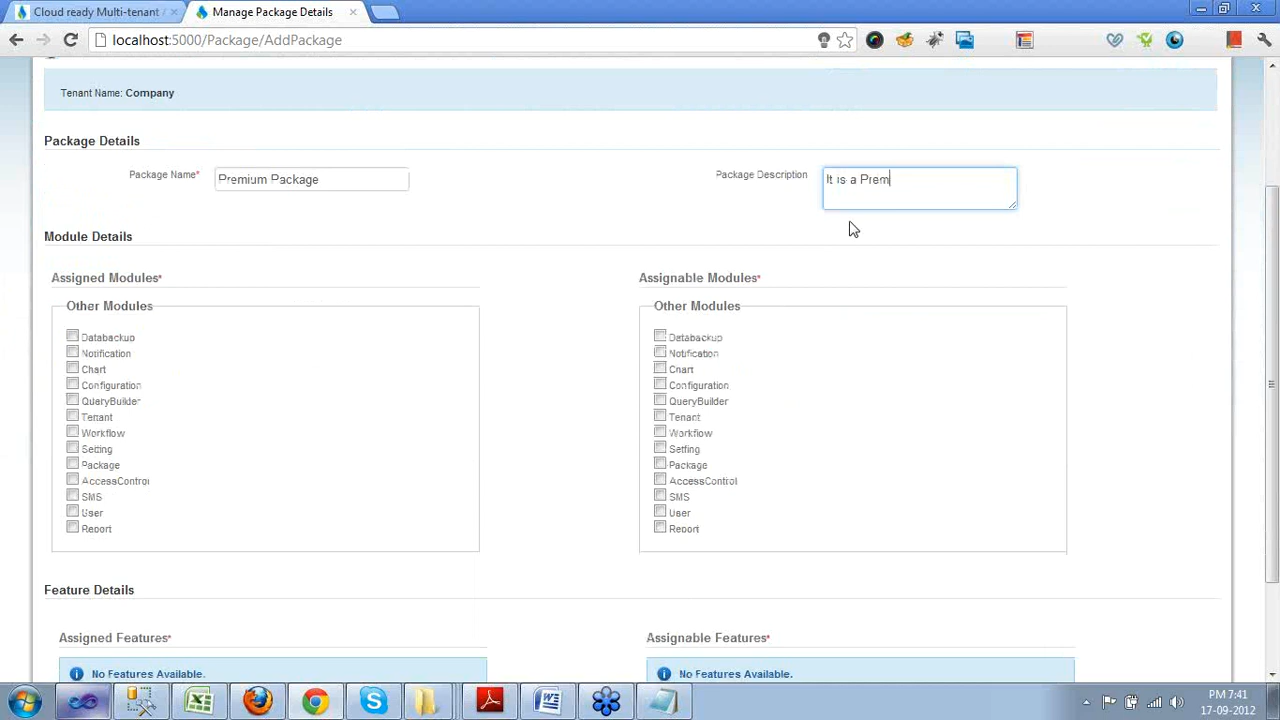 Cloud ready Multi-tenant
Manage Package Details
localhost:5000/Package/AddPackage
Tenant Name: Company
Package Details
Package Name*
Premium Package
Package Description
It is a Prem
Module Details
Assigned Modules*
Assignable Modules*
Other Modules
Other Modules
Databackup
Databackup
Notification
Notification
Chart
Chart
Configuration
Configuration
QueryBuilder
QueryBuilder
Tenant
Tenant
Workflow
Workflow
Setting
Setting
Package
Package
AccessControl
AccessControl
SMS
SMS
User
User
Report
Report
Feature Details
Assigned Features*
Assignable Features*
No Features Available.
No Features Available.
PM 7:41
17-09-2012